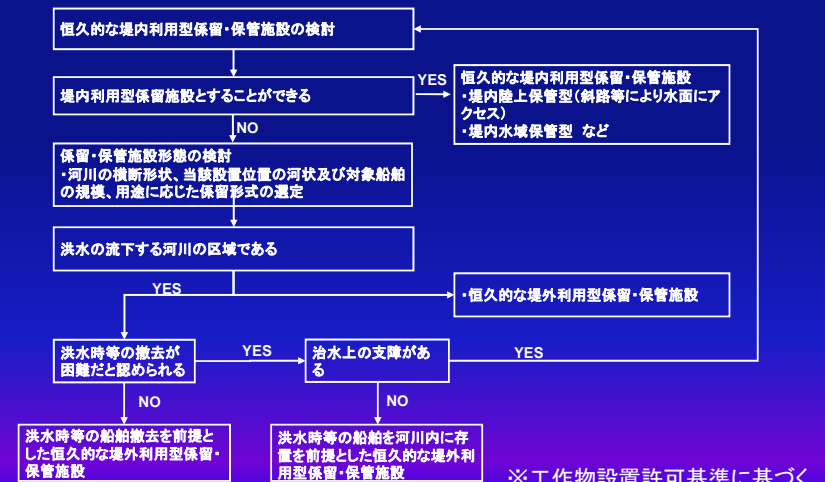 恒久的な堤内利用型係留・保管施設の検討
堤内利用型係留施設とすることができる
YES
恒久的な堤内利用型係留・保管施設
・堤内陸上保管型（斜路等により水面にア
クセス）
・堤内水域保管型 など
NO
係留・保管施設形態の検討
・河川の横断形状、当該設置位置の河状及び対象船舶
の規模、用途に応じた係留形式の選定
洪水の流下する河川の区域である
YES
・恒久的な堤外利用型係留・保管施設
洪水時等の撤去が
困難だと認められる
YES
治水上の支障があ
る
YES
NO
NO
洪水時等の船舶撤去を前提と
した恒久的な堤外利用型係留・
保管施設
洪水時等の船舶を河川内に存
置を前提とした恒久的な堤外利
用型係留・保管施設
※工作物設置許可基準に基づく